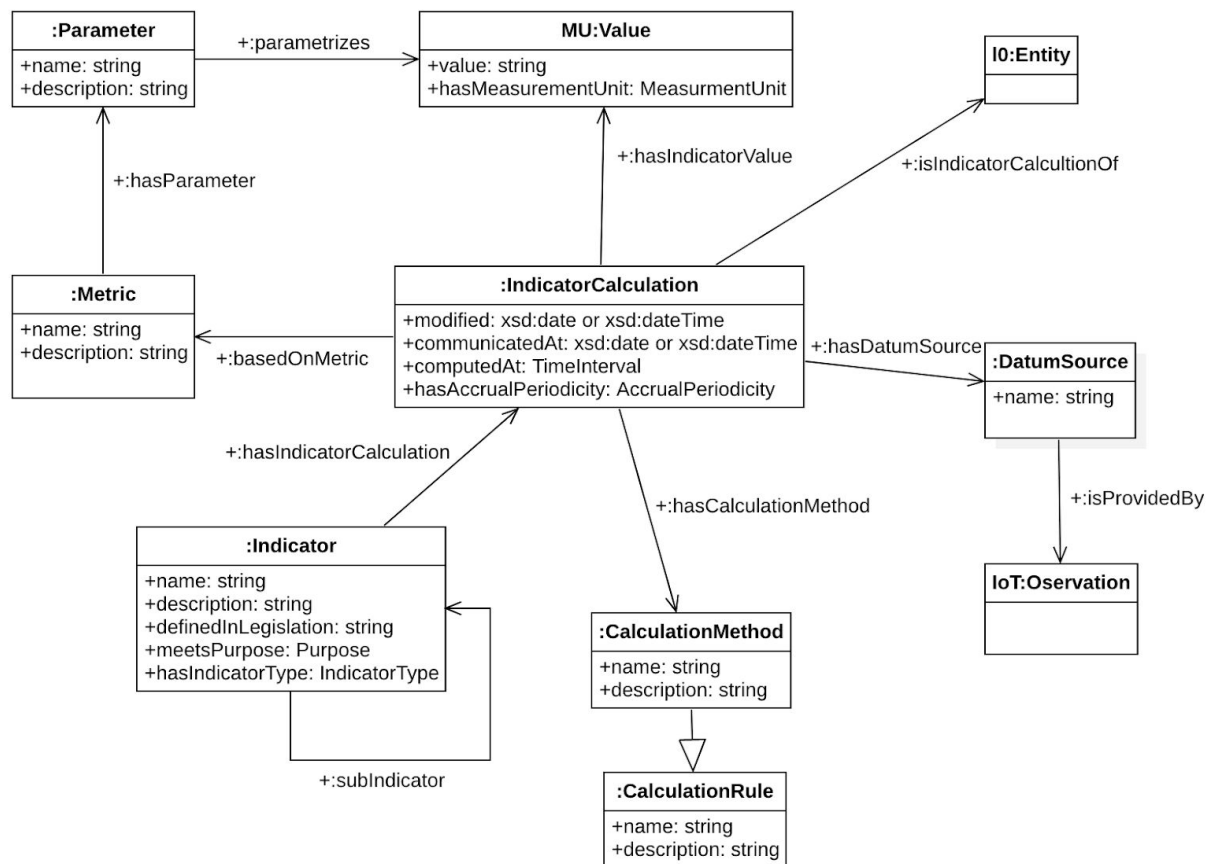 :Parameter
+name: string
+description: string
+:parametrizes
MU:Value
+value: string
+hasMeasurementUnit: MeasurmentUnit
I0:Entity
+:hasParameter
+:hasIndicatorValue
+:isIndicatorCalcultionOf
:Metric
+name: string
+description: string
+:basedOnMetric
:IndicatorCalculation
+modified: xsd:date or xsd:dateTime
+communicatedAt: xsd:date or xsd:dateTime
+computedAt: TimeInterval
+hasAccrualPeriodicity: AccrualPeriodicity
+:hasDatumSource
:DatumSource
+name: string
+:hasIndicatorCalculation
+:hasCalculationMethod
+:isProvidedBy
:Indicator
+name: string
+description: string
+definedInLegislation: string
+meetsPurpose: Purpose
+hasIndicatorType: IndicatorType
+:subIndicator
IoT:Oservation
:CalculationMethod
+name: string
+description: string
:CalculationRule
+name: string
+description: string